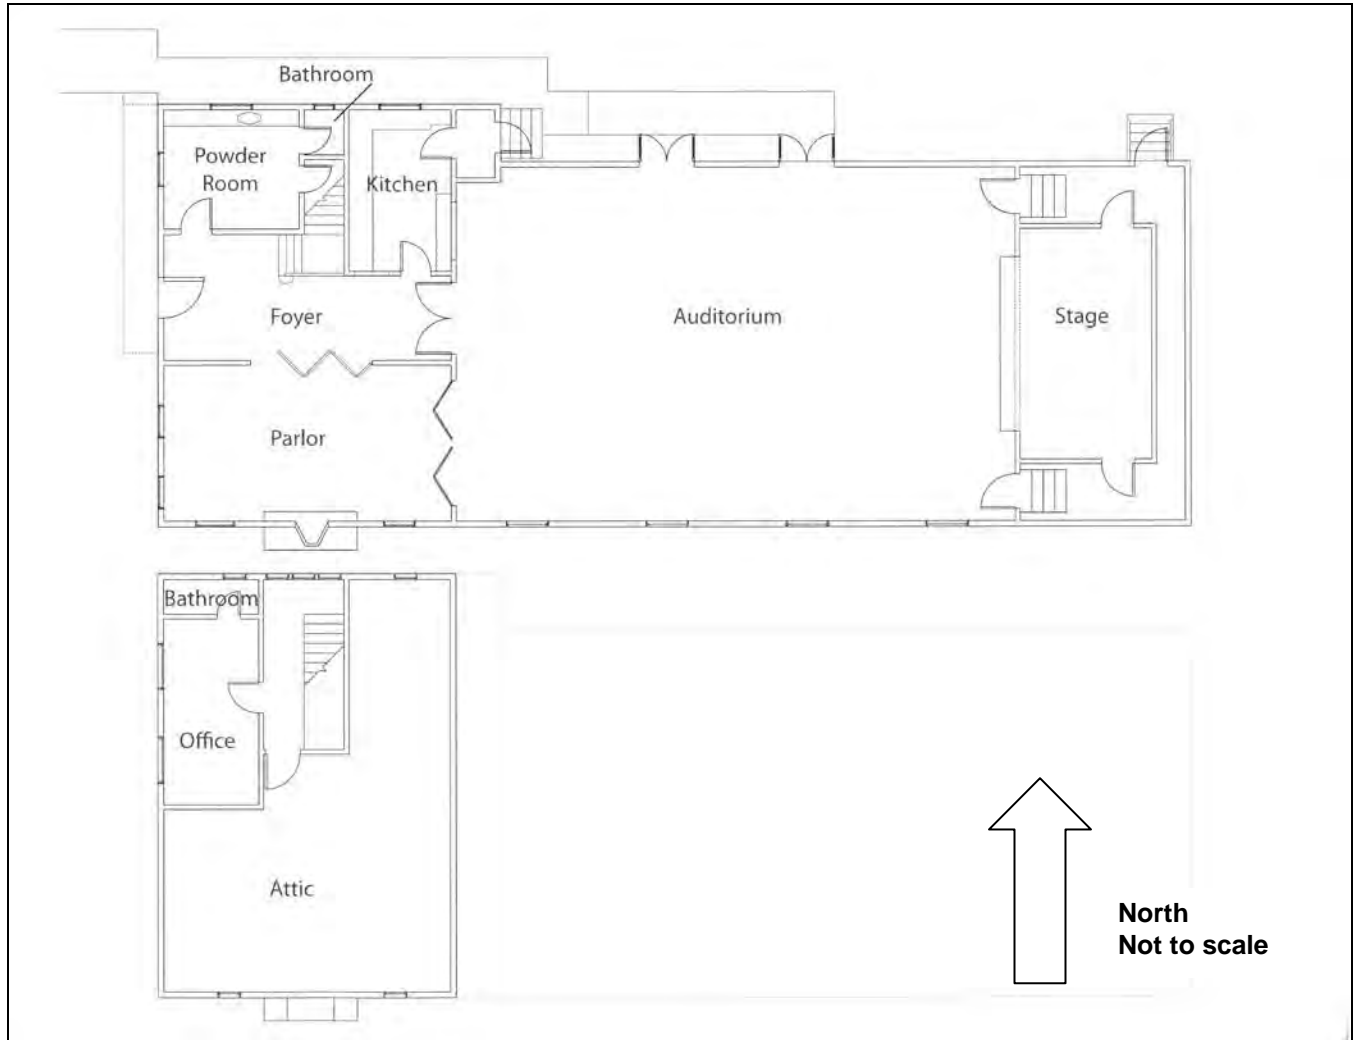 Bathroom
Powder
Room
Kitchen
Foyer
Auditorium
Stage
Parlor
Bathroom
Office
Attic
North
Not to scale